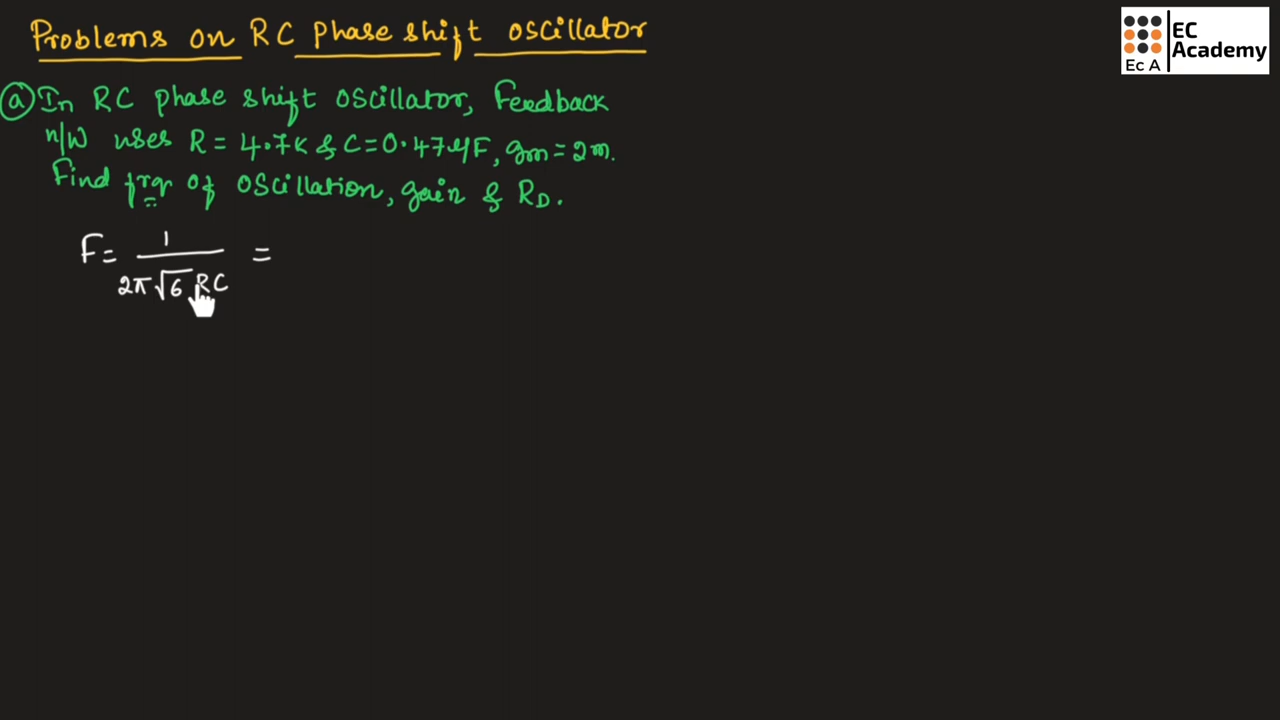 Problems on RC Phase shift oscillator
EC
Academy
Ec A
(a) In RC phase shift oscillator, Feedback
n/w uses R = 4.7K & C = 0.47μF, gm = 2m.
Find frqr of oscillation, gain & RD.
F = 1 / 2π√6 RC =